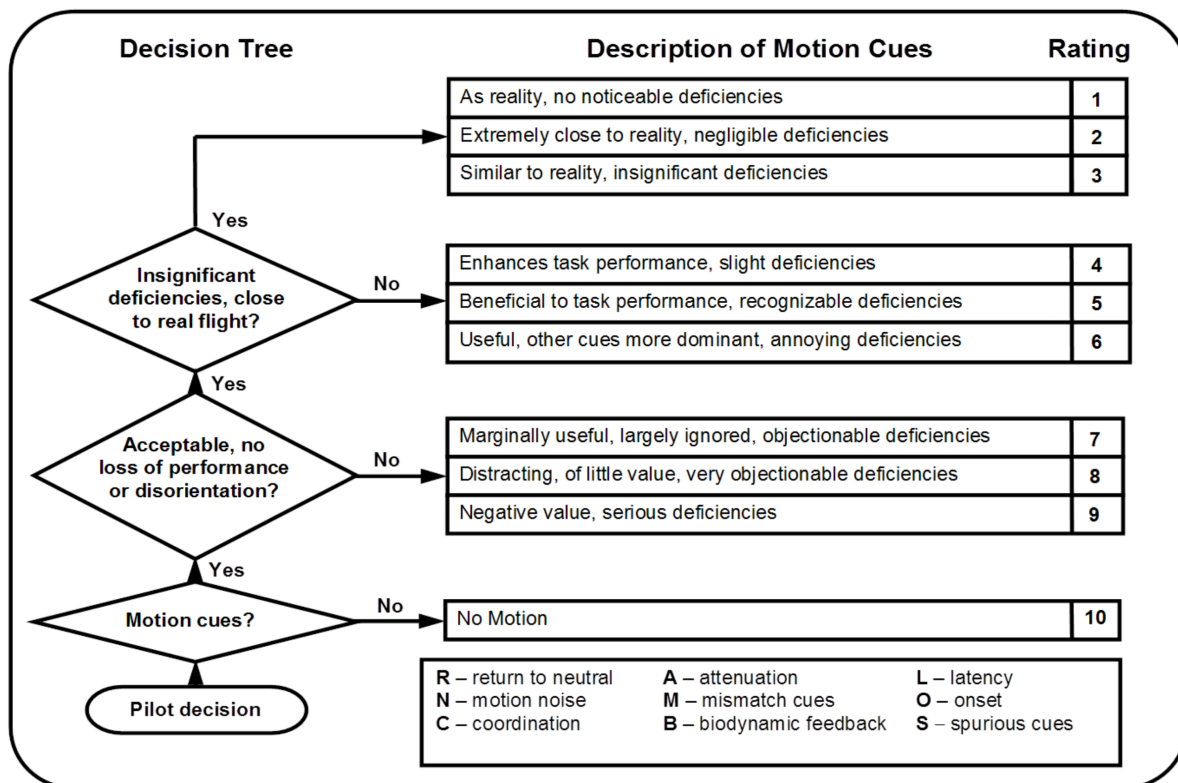 Decision Tree
Description of Motion Cues
Rating
As reality, no noticeable deficiencies
1
Extremely close to reality, negligible deficiencies
2
Similar to reality, insignificant deficiencies
3
Yes
Insignificant
deficiencies, close
to real flight?
No
Enhances task performance, slight deficiencies
4
Beneficial to task performance, recognizable deficiencies
5
Useful, other cues more dominant, annoying deficiencies
6
Yes
Acceptable, no
loss of performance
or disorientation?
No
Marginally useful, largely ignored, objectionable deficiencies
7
Distracting, of little value, very objectionable deficiencies
8
Negative value, serious deficiencies
9
Yes
Motion cues?
No
No Motion
10
Pilot decision
R – return to neutral
A – attenuation
L – latency
N – motion noise
M – mismatch cues
O – onset
C – coordination
B – biodynamic feedback
S – spurious cues